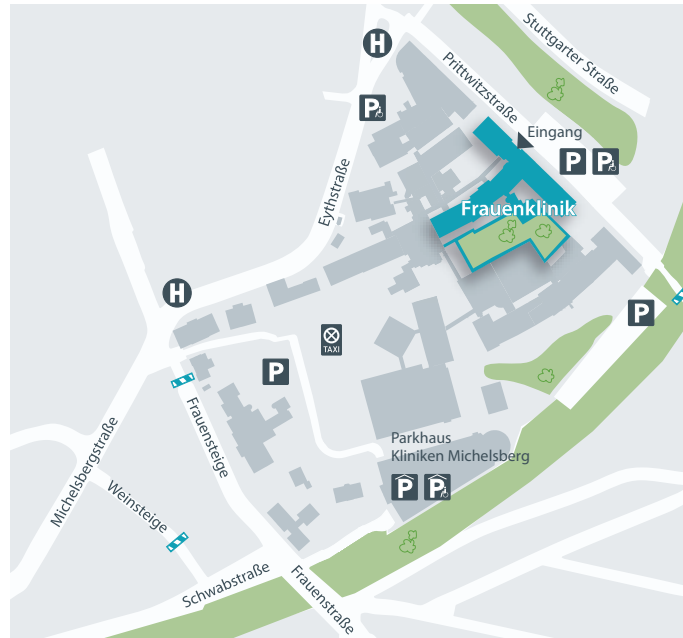 Stuttgarter Straße
H
Prittwitzstraße
P
Eingang
P
P
Eythstraße
Frauenklinik
H
P
TAXI
P
Frauensteige
Michelsbergstraße
Parkhaus
Kliniken Michelsberg
P
P
Weinsteige
Schwabstraße
Frauenstraße